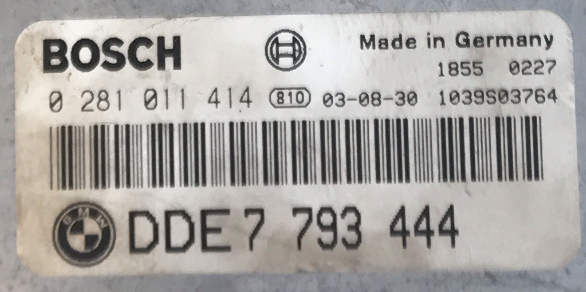 BOSCH Made in Germany
1855 0227
0 281 011 414 810 03-08-30 1039S03764
BMW DDE 7 793 444